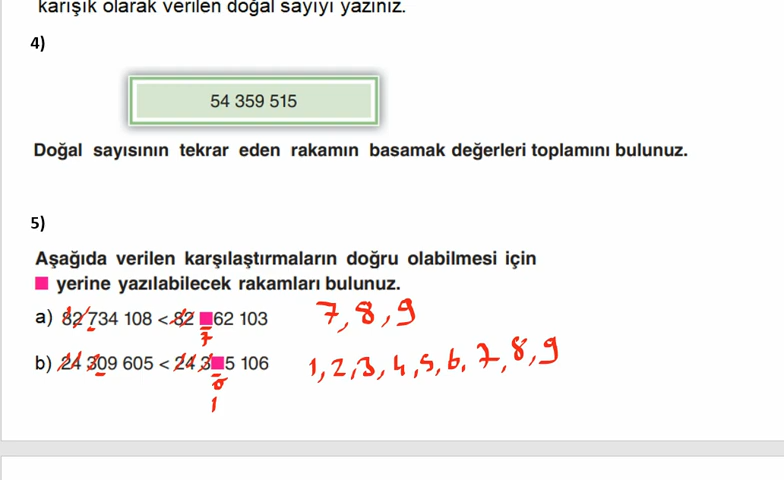 karışık olarak verilen doğal sayıyı yazınız.
4)
54 359 515
Doğal sayısının tekrar eden rakamın basamak değerleri toplamını bulunuz.
5)
Aşağıda verilen karşılaştırmaların doğru olabilmesi için
■ yerine yazılabilecek rakamları bulunuz.
a) 82 734 108 < 82 ■62 103 7, 8, 9
7
b) 24 309 605 < 24 3■5 106 1, 2, 3, 4, 5, 6, 7, 8, 9
0
1